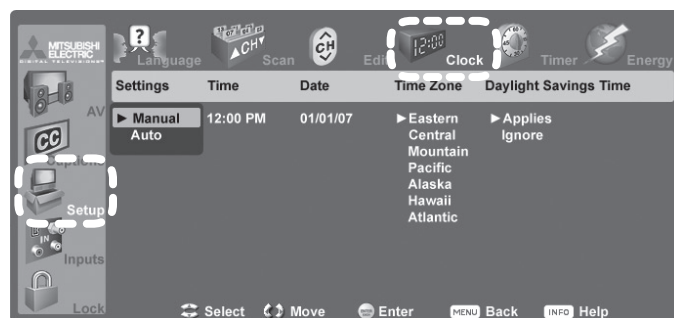 MITSUBISHI
ELECTRIC
DIGITAL TELEVISIONS
?
Language
CH
Scan
CH
Edit
12:00
Clock
Timer
Energy
Settings Time Date Time Zone Daylight Savings Time
► Manual 12:00 PM 01/01/07 ►Eastern ►Applies
Auto Central Ignore
Mountain
Pacific
Alaska
Hawaii
Atlantic
AV
CC
Captions
Setup
IN
Inputs
Lock
Select Move Enter MENU Back INFO Help